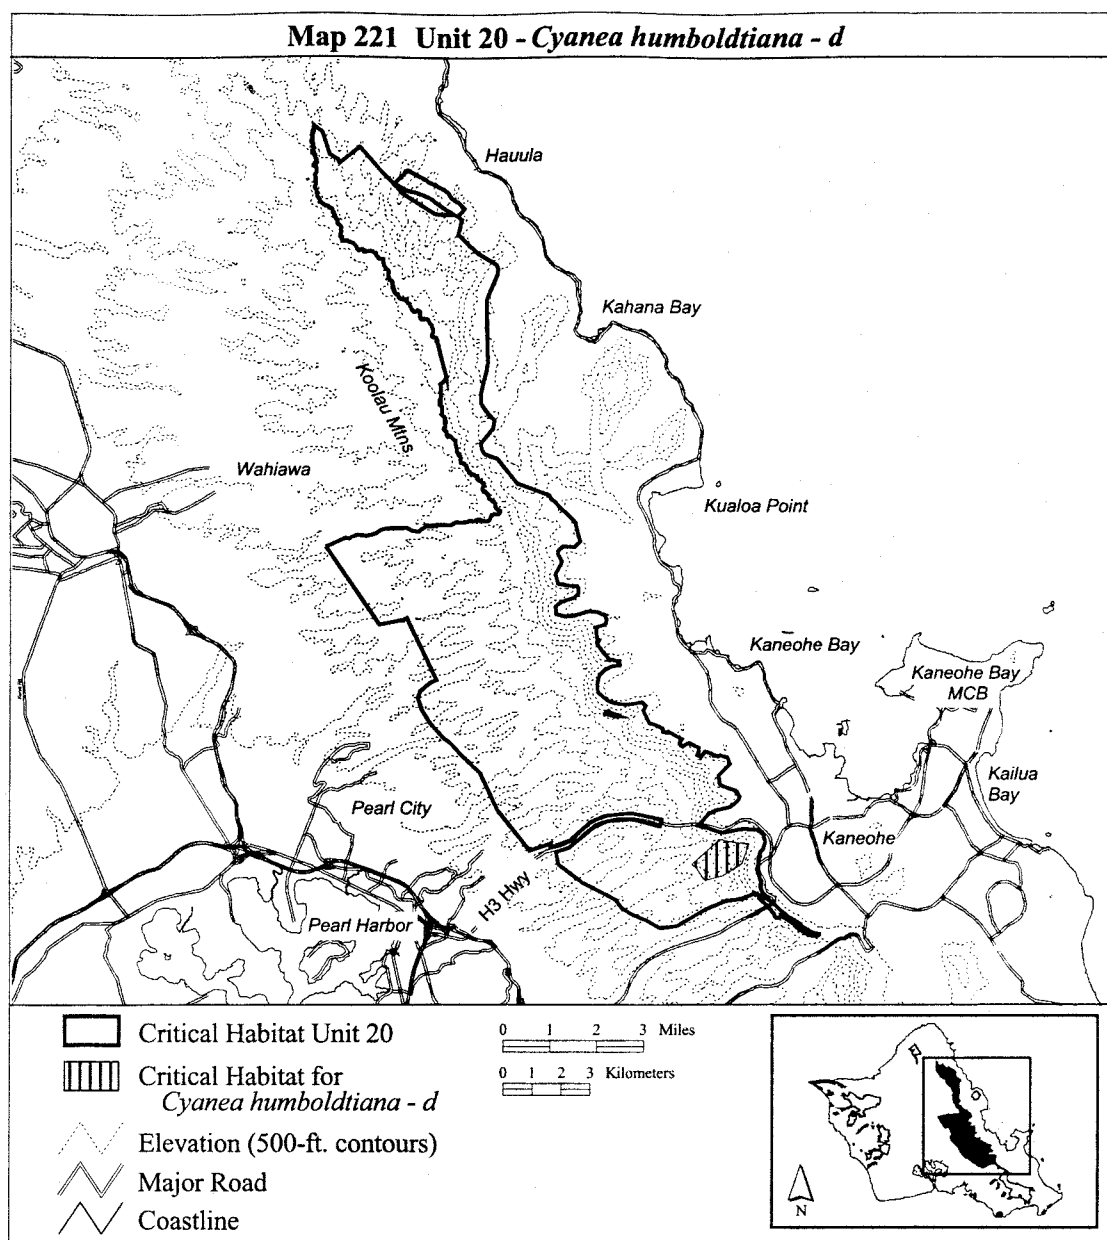 Map 221 Unit 20 - Cyanea humboldtiana - d
Hauula
Kahana Bay
Koolau Mtns
Wahiawa
Kualoa Point
Kaneohe Bay
Kaneohe Bay
MCB
Kailua
Bay
Pearl City
Kaneohe
H3 Hwy
Pearl Harbor
Critical Habitat Unit 20
0 1 2 3 Miles
Critical Habitat for
Cyanea humboldtiana - d
0 1 2 3 Kilometers
Elevation (500-ft. contours)
Major Road
Coastline
N